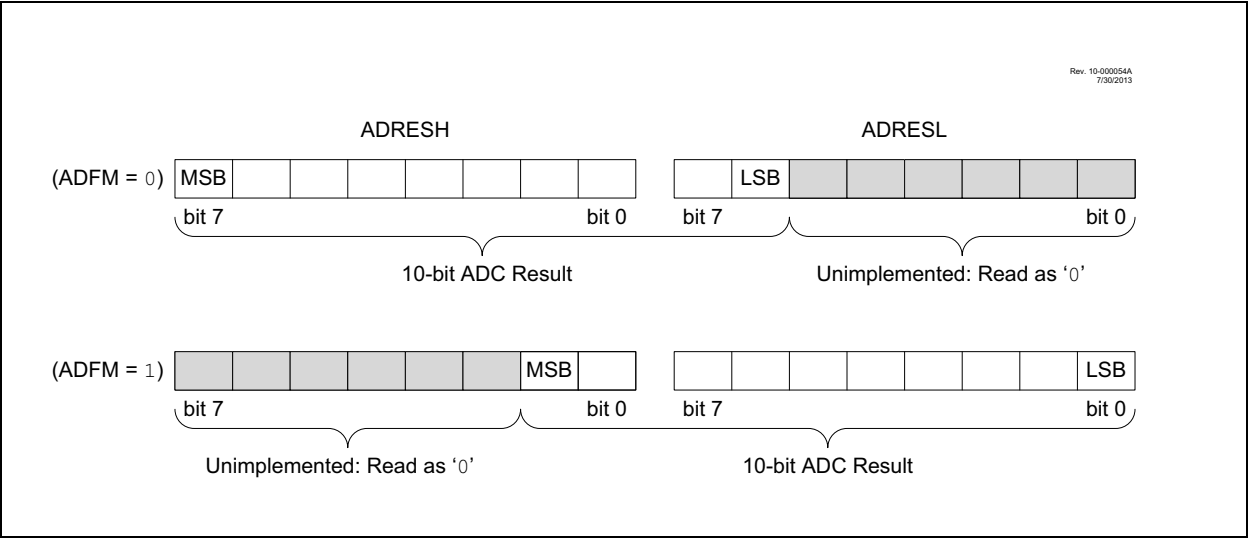 Rev. 10-000054A
7/30/2013
ADRESH ADRESL
(ADFM = 0) MSB LSB
bit 7 bit 0 bit 7 bit 0
10-bit ADC Result Unimplemented: Read as ‘0’
(ADFM = 1) MSB LSB
bit 7 bit 0 bit 7 bit 0
Unimplemented: Read as ‘0’ 10-bit ADC Result